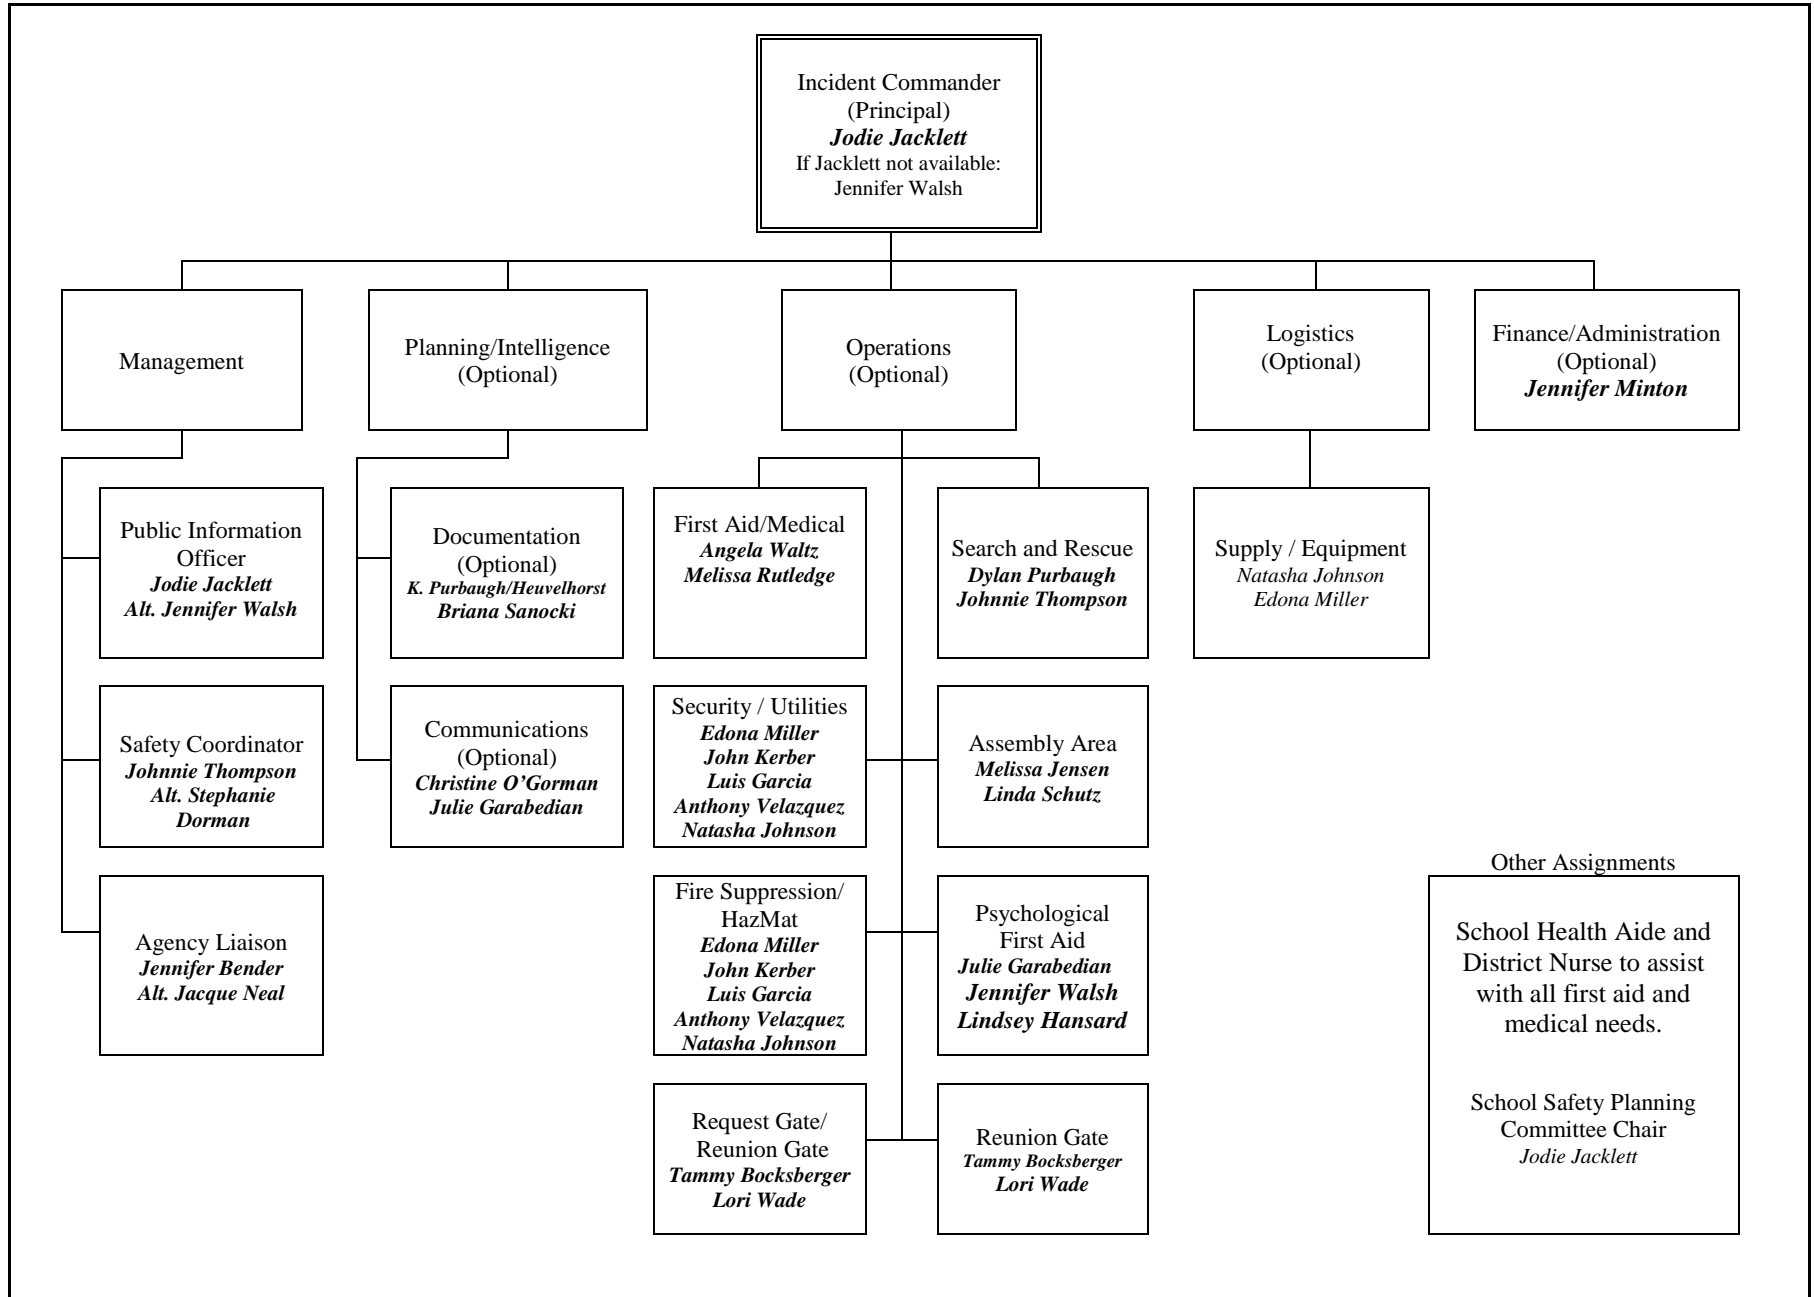 Incident Commander
(Principal)
Jodie Jacklett
If Jacklett not available:
Jennifer Walsh
Management
Planning/Intelligence
(Optional)
Operations
(Optional)
Logistics
(Optional)
Finance/Administration
(Optional)
Jennifer Minton
Public Information
Officer
Jodie Jacklett
Alt. Jennifer Walsh
Documentation
(Optional)
K. Purbaugh/Heuvelhorst
Briana Sanocki
First Aid/Medical
Angela Waltz
Melissa Rutledge
Search and Rescue
Dylan Purbaugh
Johnnie Thompson
Supply / Equipment
Natasha Johnson
Edona Miller
Safety Coordinator
Johnnie Thompson
Alt. Stephanie
Dorman
Communications
(Optional)
Christine O’Gorman
Julie Garabedian
Security / Utilities
Edona Miller
John Kerber
Luis Garcia
Anthony Velazquez
Natasha Johnson
Assembly Area
Melissa Jensen
Linda Schutz
Agency Liaison
Jennifer Bender
Alt. Jacque Neal
Fire Suppression/
HazMat
Edona Miller
John Kerber
Luis Garcia
Anthony Velazquez
Natasha Johnson
Psychological
First Aid
Julie Garabedian
Jennifer Walsh
Lindsey Hansard
Other Assignments
School Health Aide and
District Nurse to assist
with all first aid and
medical needs.
School Safety Planning
Committee Chair
Jodie Jacklett
Request Gate/
Reunion Gate
Tammy Bocksberger
Lori Wade
Reunion Gate
Tammy Bocksberger
Lori Wade